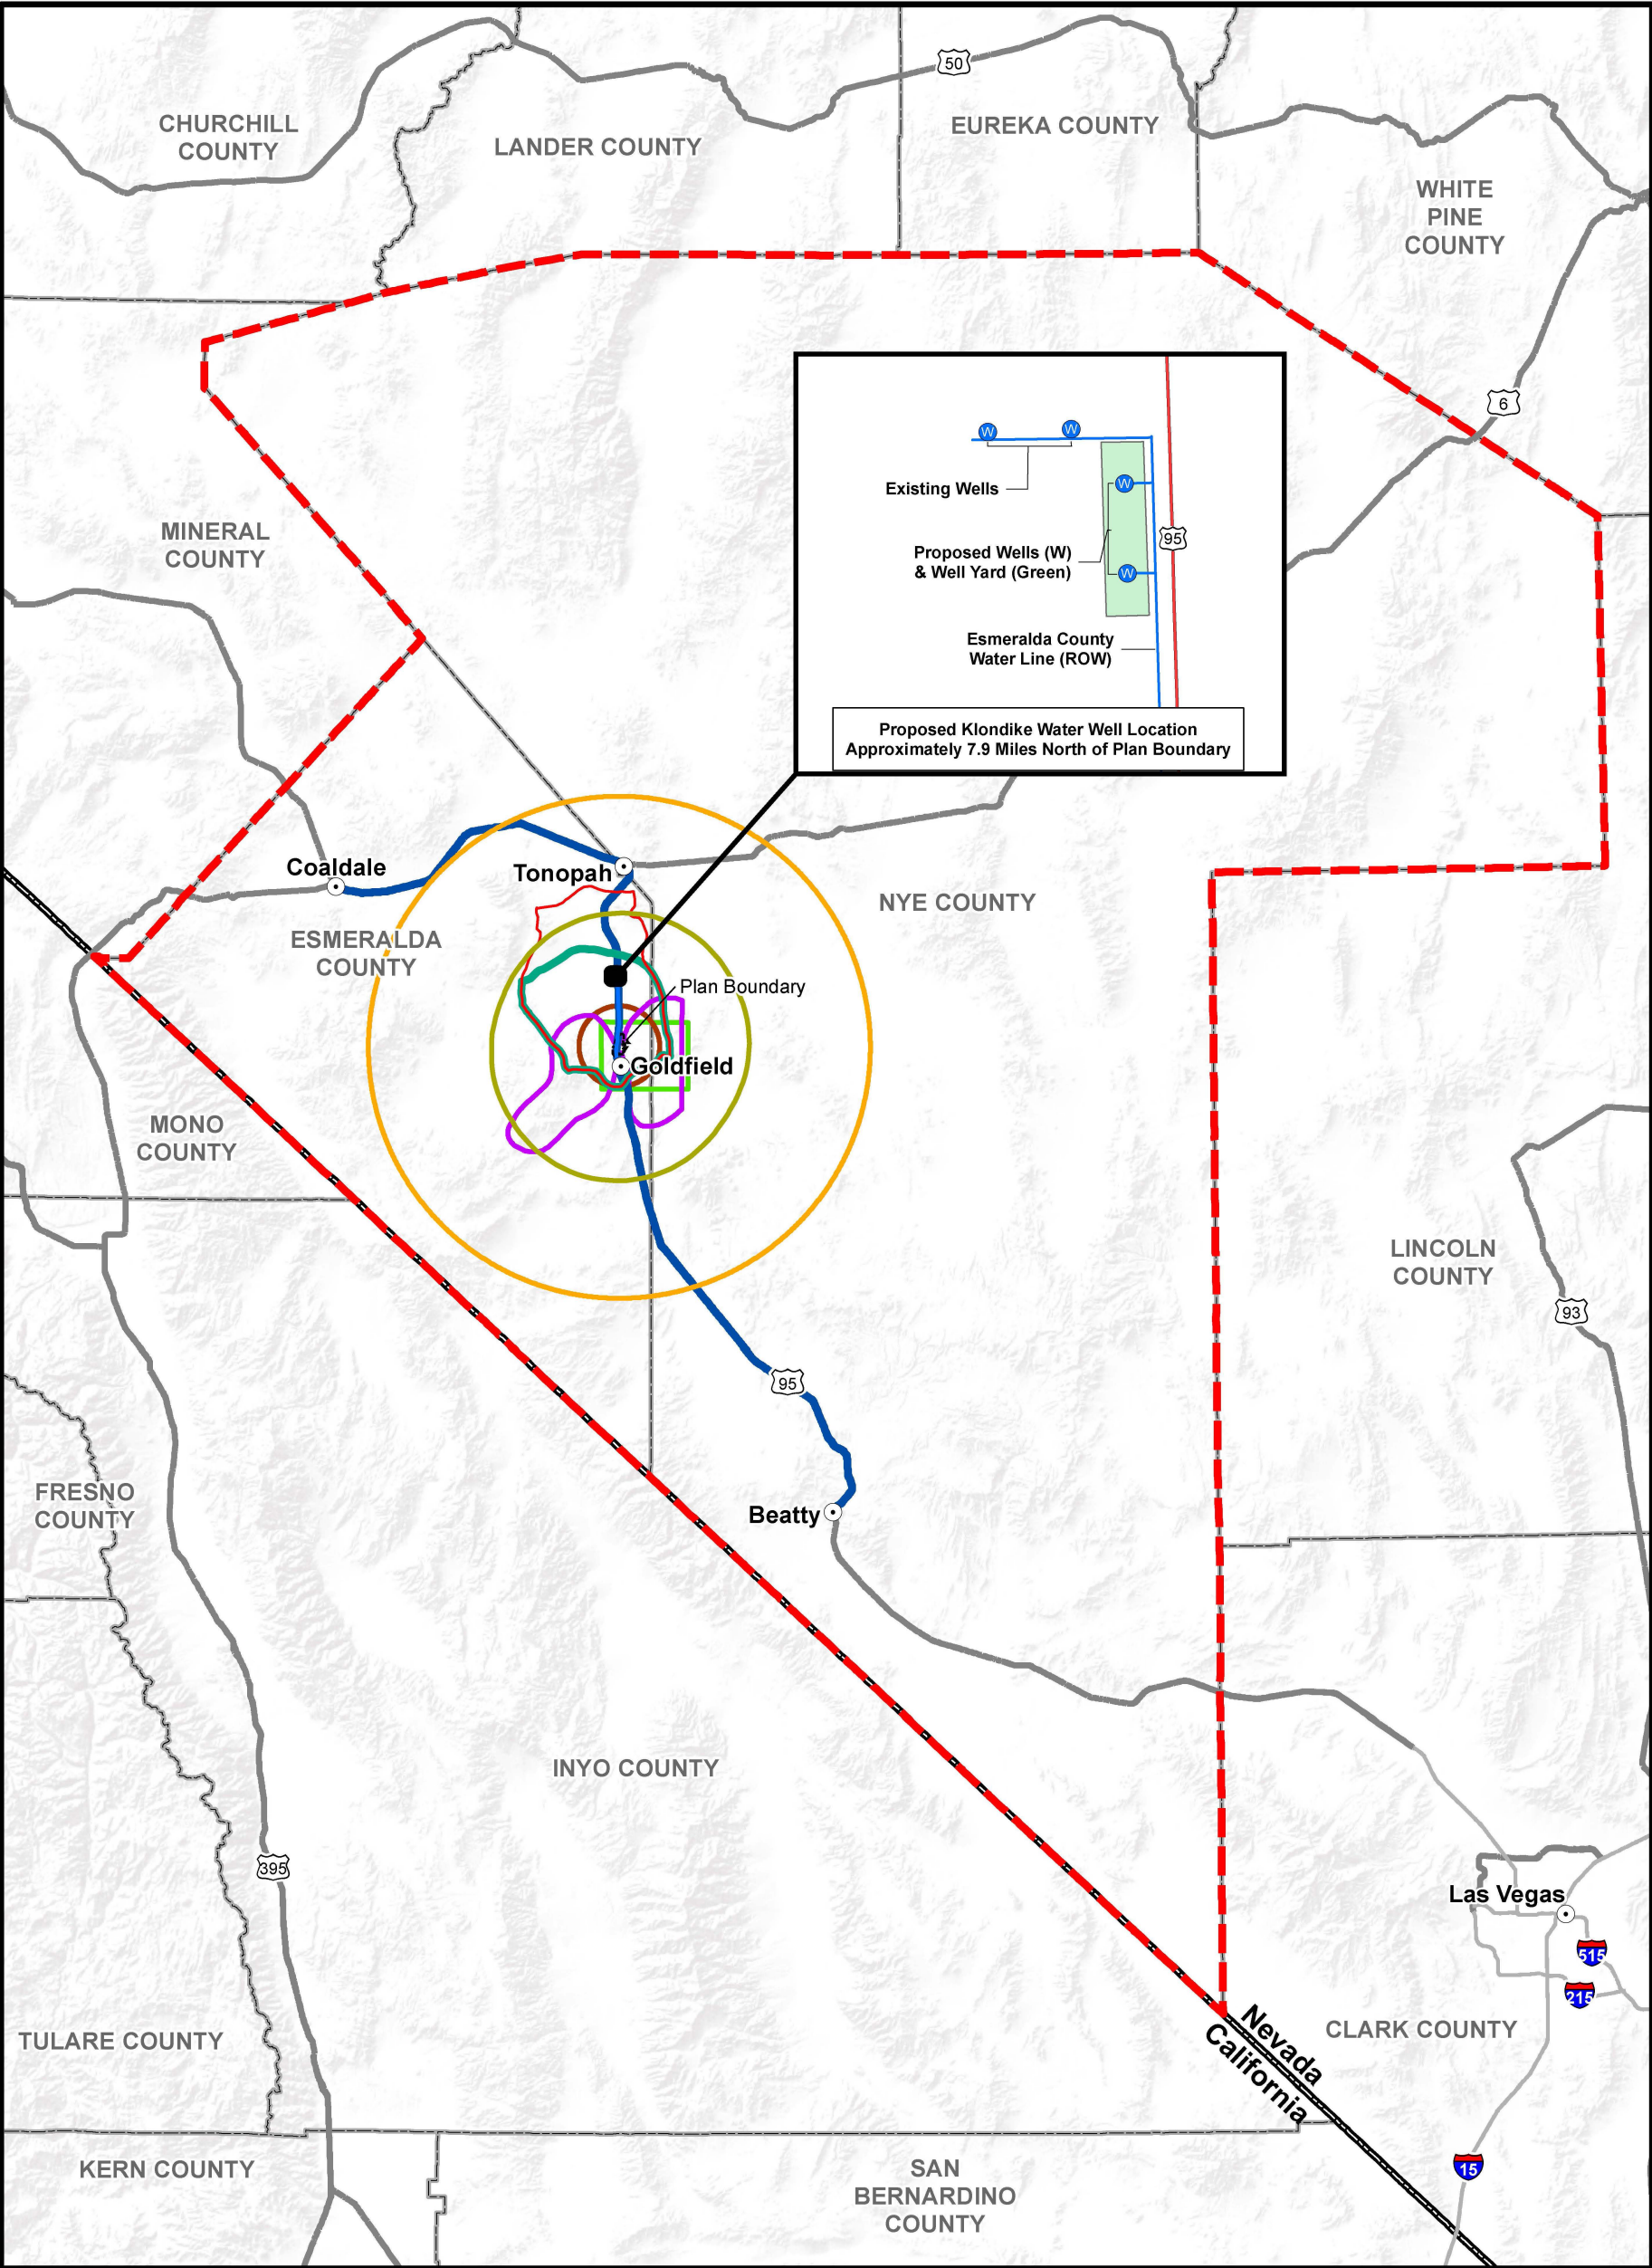 50
CHURCHILL
COUNTY
LANDER COUNTY
EUREKA COUNTY
WHITE
PINE
COUNTY
6
MINERAL
COUNTY
W
W
Existing Wells
W
95
Proposed Wells (W)
& Well Yard (Green)
W
Esmeralda County
Water Line (ROW)
Proposed Klondike Water Well Location
Approximately 7.9 Miles North of Plan Boundary
Coaldale
Tonopah
NYE COUNTY
ESMERALDA
COUNTY
Plan Boundary
Goldfield
MONO
COUNTY
LINCOLN
COUNTY
93
95
FRESNO
COUNTY
Beatty
INYO COUNTY
395
Las Vegas
515
215
Nevada
California
CLARK COUNTY
TULARE COUNTY
KERN COUNTY
SAN
BERNARDINO
COUNTY
15